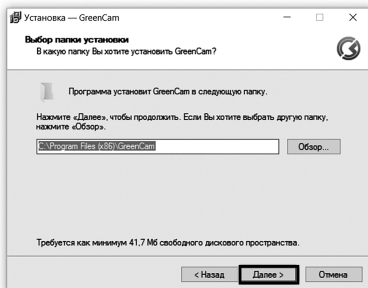 Установка — GreenCam
Выбор папки установки
В какую папку Вы хотите установить GreenCam?
Программа установит GreenCam в следующую папку.
Нажмите «Далее», чтобы продолжить. Если Вы хотите выбрать другую папку,
нажмите «Обзор».
C:\Program Files (x86)\GreenCam
Обзор...
Требуется как минимум 41,7 Мб свободного дискового пространства.
< Назад
Далее >
Отмена